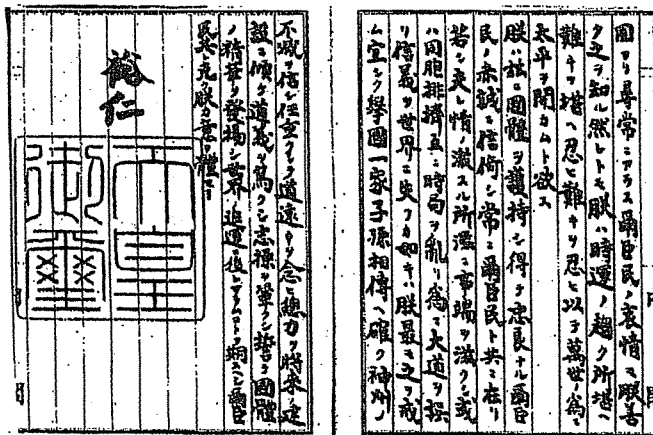 固ヨリ尋常ニアラス爾臣民ノ衷情モ朕善
ク之ヲ知ル然レトモ朕ハ時運ノ趨ク所堪ヘ
難キヲ堪ヘ忍ヒ難キヲ忍ヒ以テ萬世ノ爲ニ
太平ヲ開カムト欲ス
朕ハ茲ニ國體ヲ護持シ得テ忠良ナル爾臣
民ノ赤誠ニ信倚シ常ニ爾臣民ト共ニ在リ
若シ夫レ情ノ激スル所濫ニ事端ヲ滋クシ或
ハ同胞排擠互ニ時局ヲ亂リ爲ニ大道ヲ誤
リ信義ヲ世界ニ失フカ如キハ朕最モ之ヲ戒
ム宜シク擧國一家子孫相傳ヘ確ク神州ノ
不滅ヲ信シ任重クシテ道遠キヲ念ヒ總力ヲ將來ノ建
設ニ傾ケ道義ヲ篤クシ志操ヲ鞏クシ誓テ國體
ノ精華ヲ發揚シ世界ノ進運ニ後レサラムコトヲ期スヘシ爾臣
民其レ克ク朕カ意ヲ體セヨ
裕仁
天皇
御璽